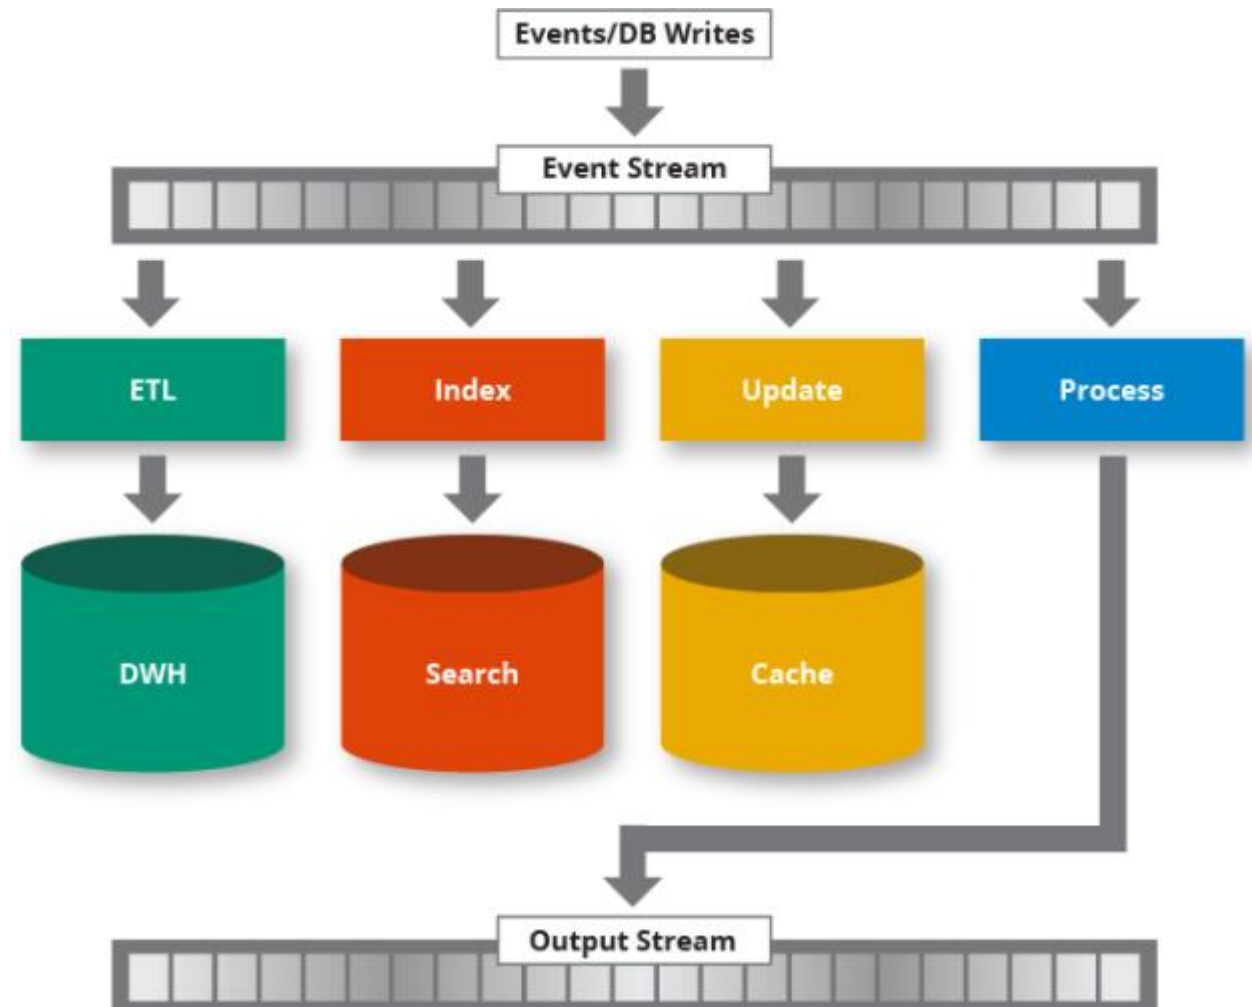 Events/DB Writes
Event Stream
ETL
Index
Update
Process
DWH
Search
Cache
Output Stream